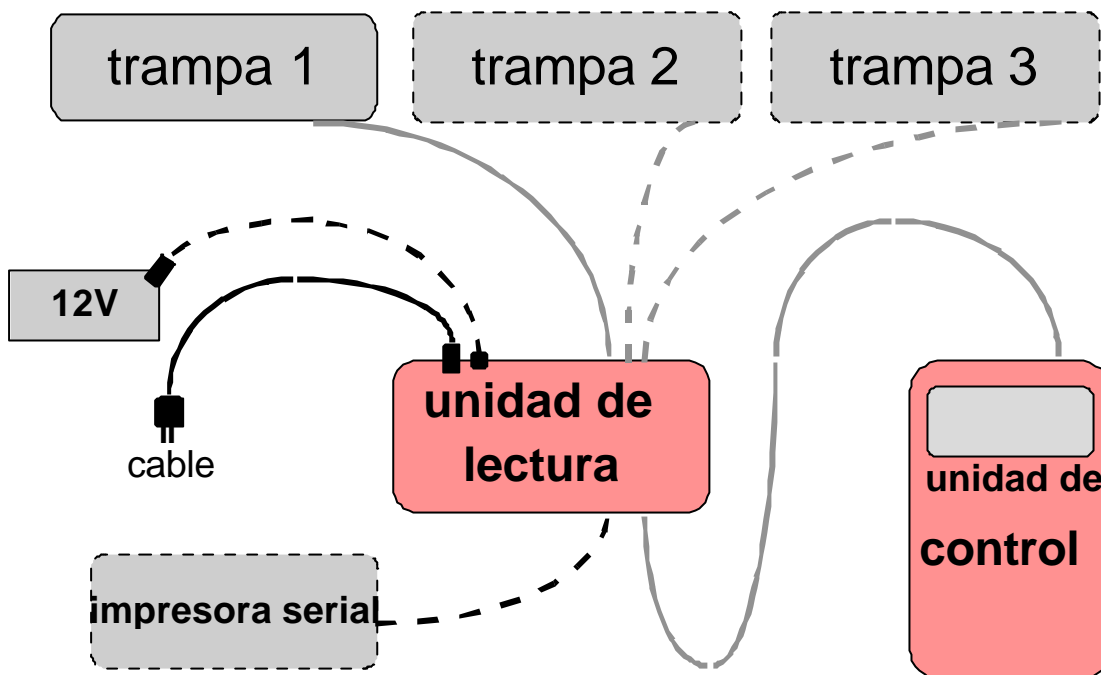 trampa 1
trampa 2
trampa 3
12V
cable
unidad de
lectura
unidad de
control
impresora serial